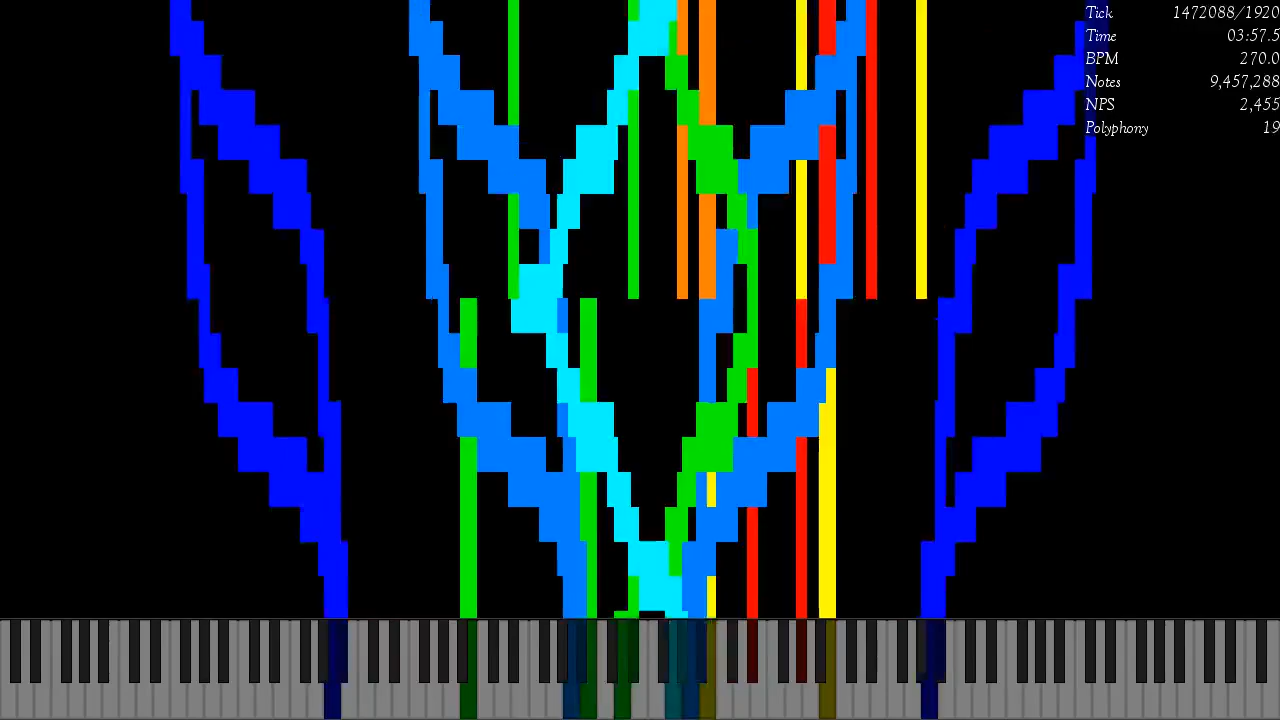 Tick 1472088/1920
Time 03:57.5
BPM 270.0
Notes 9,457,288
NPS 2,455
Polyphony 19